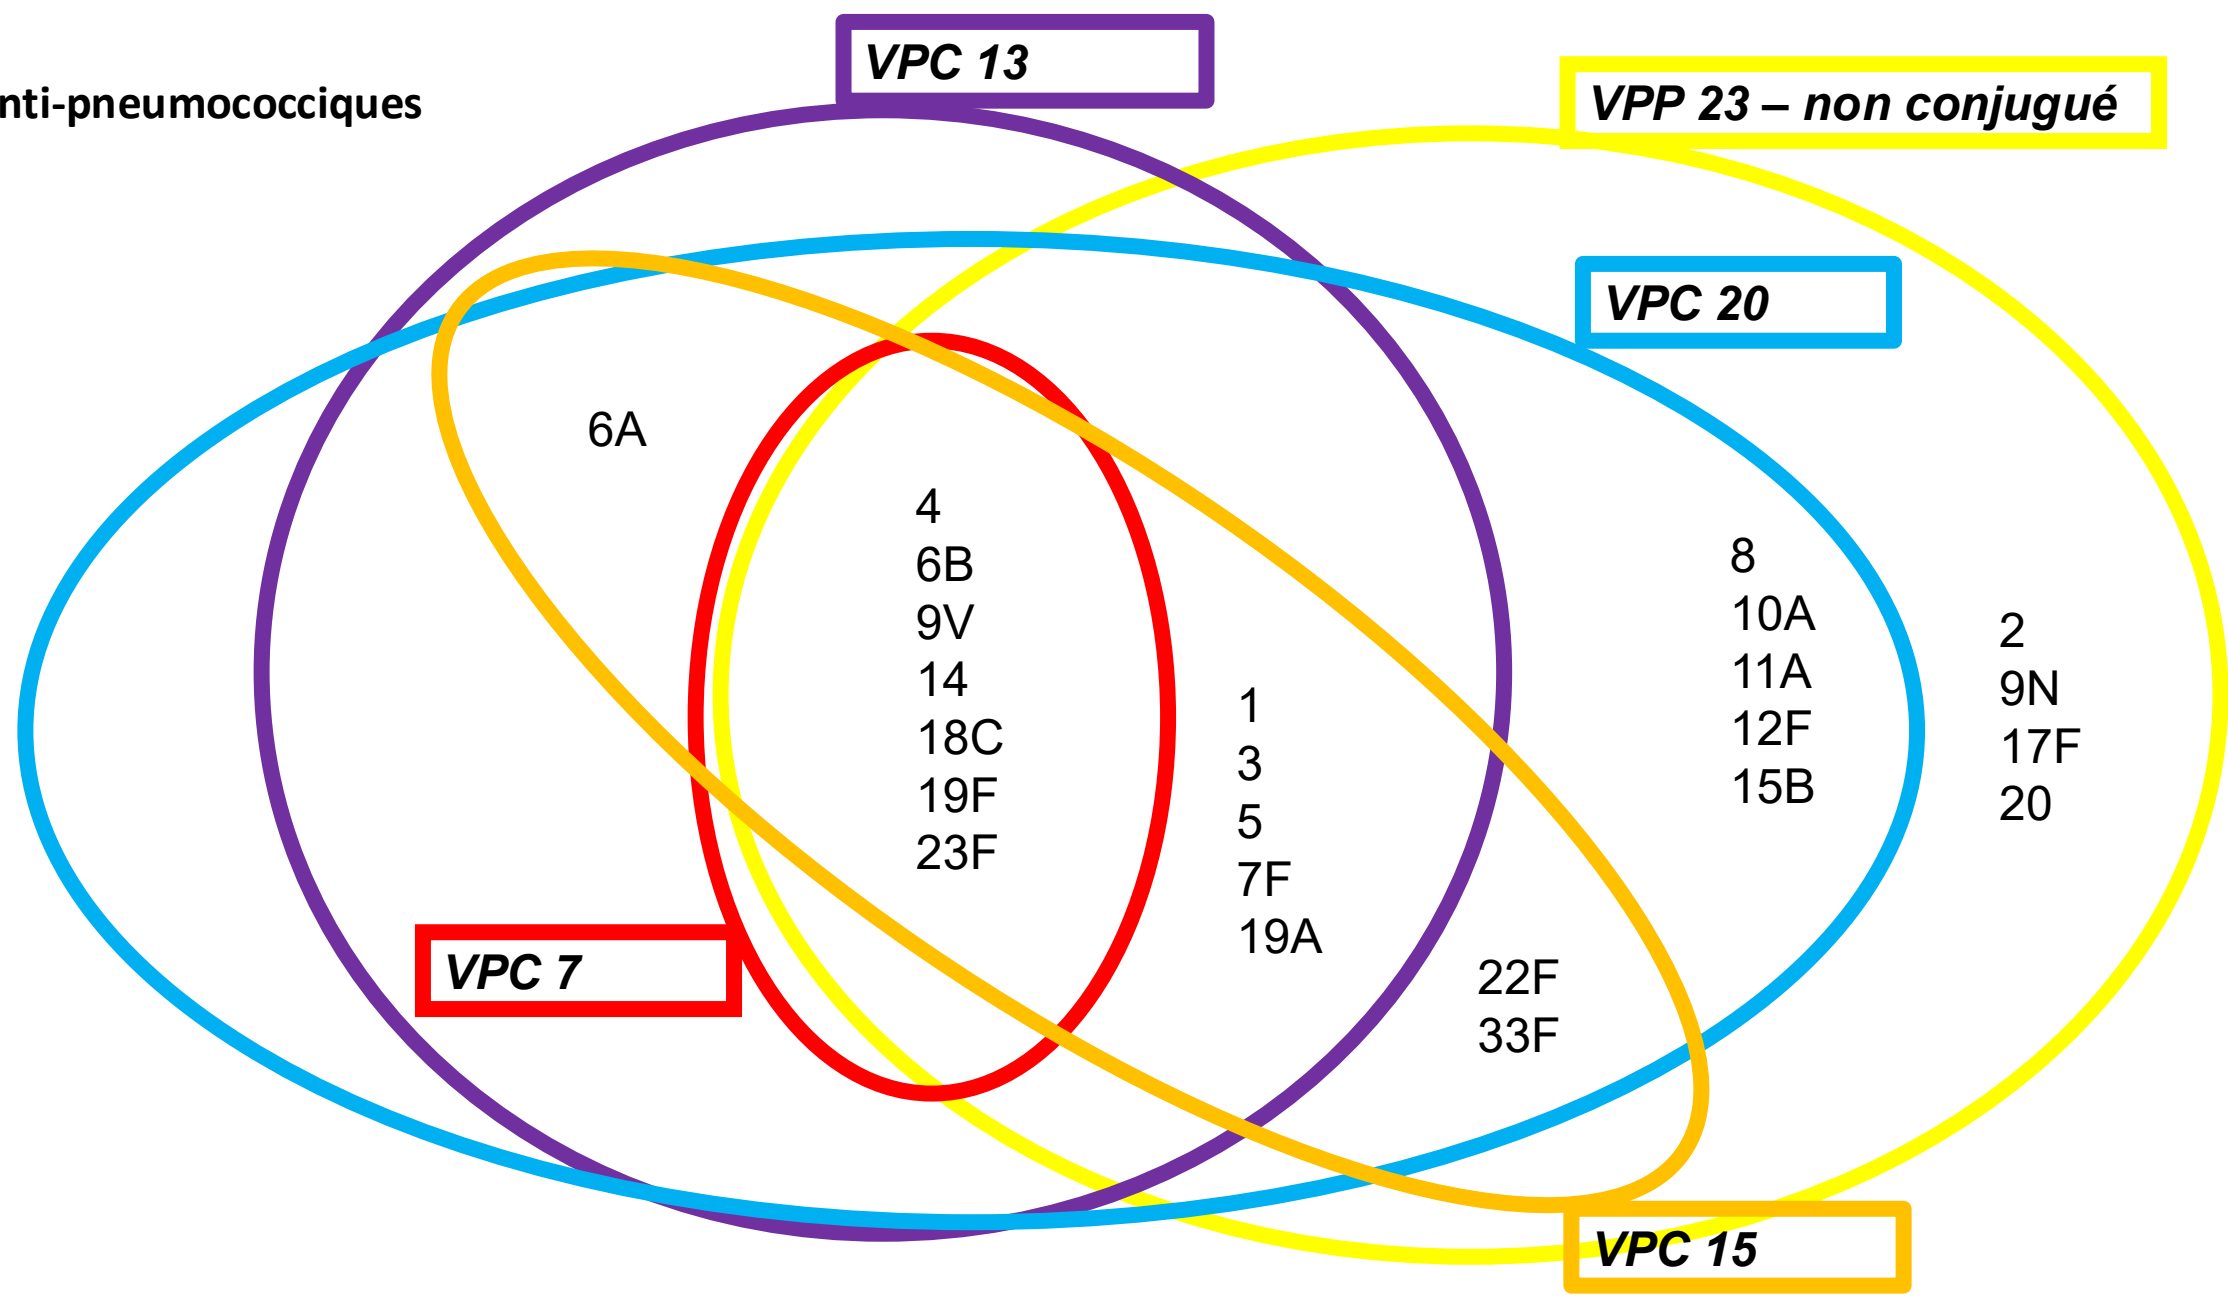 VPC 13
nti-pneumococciques
VPP 23 – non conjugué
VPC 20
6A
4
6B
9V
14
18C
19F
23F
1
3
5
7F
19A
8
10A
11A
12F
15B
2
9N
17F
20
22F
33F
VPC 7
VPC 15